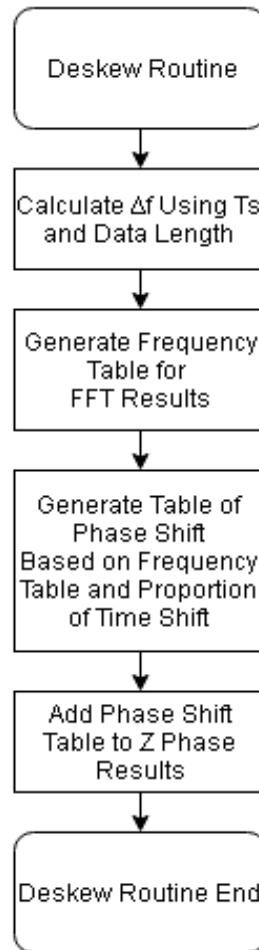 Deskew Routine
Calculate Δf Using Ts
and Data Length
Generate Frequency
Table for
FFT Results
Generate Table of
Phase Shift
Based on Frequency
Table and Proportion
of Time Shift
Add Phase Shift
Table to Z Phase
Results
Deskew Routine End